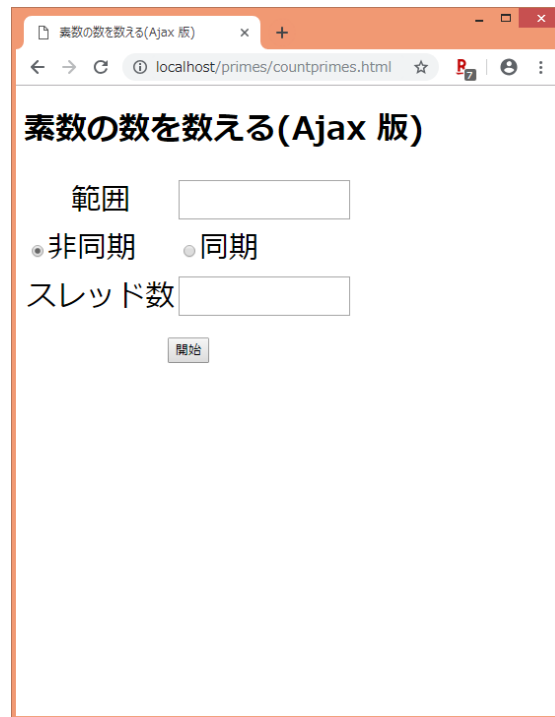 素数の数を数える(Ajax 版)
localhost/primes/countprimes.html
R 7
素数の数を数える(Ajax 版)
範囲
非同期 同期
スレッド数
開始